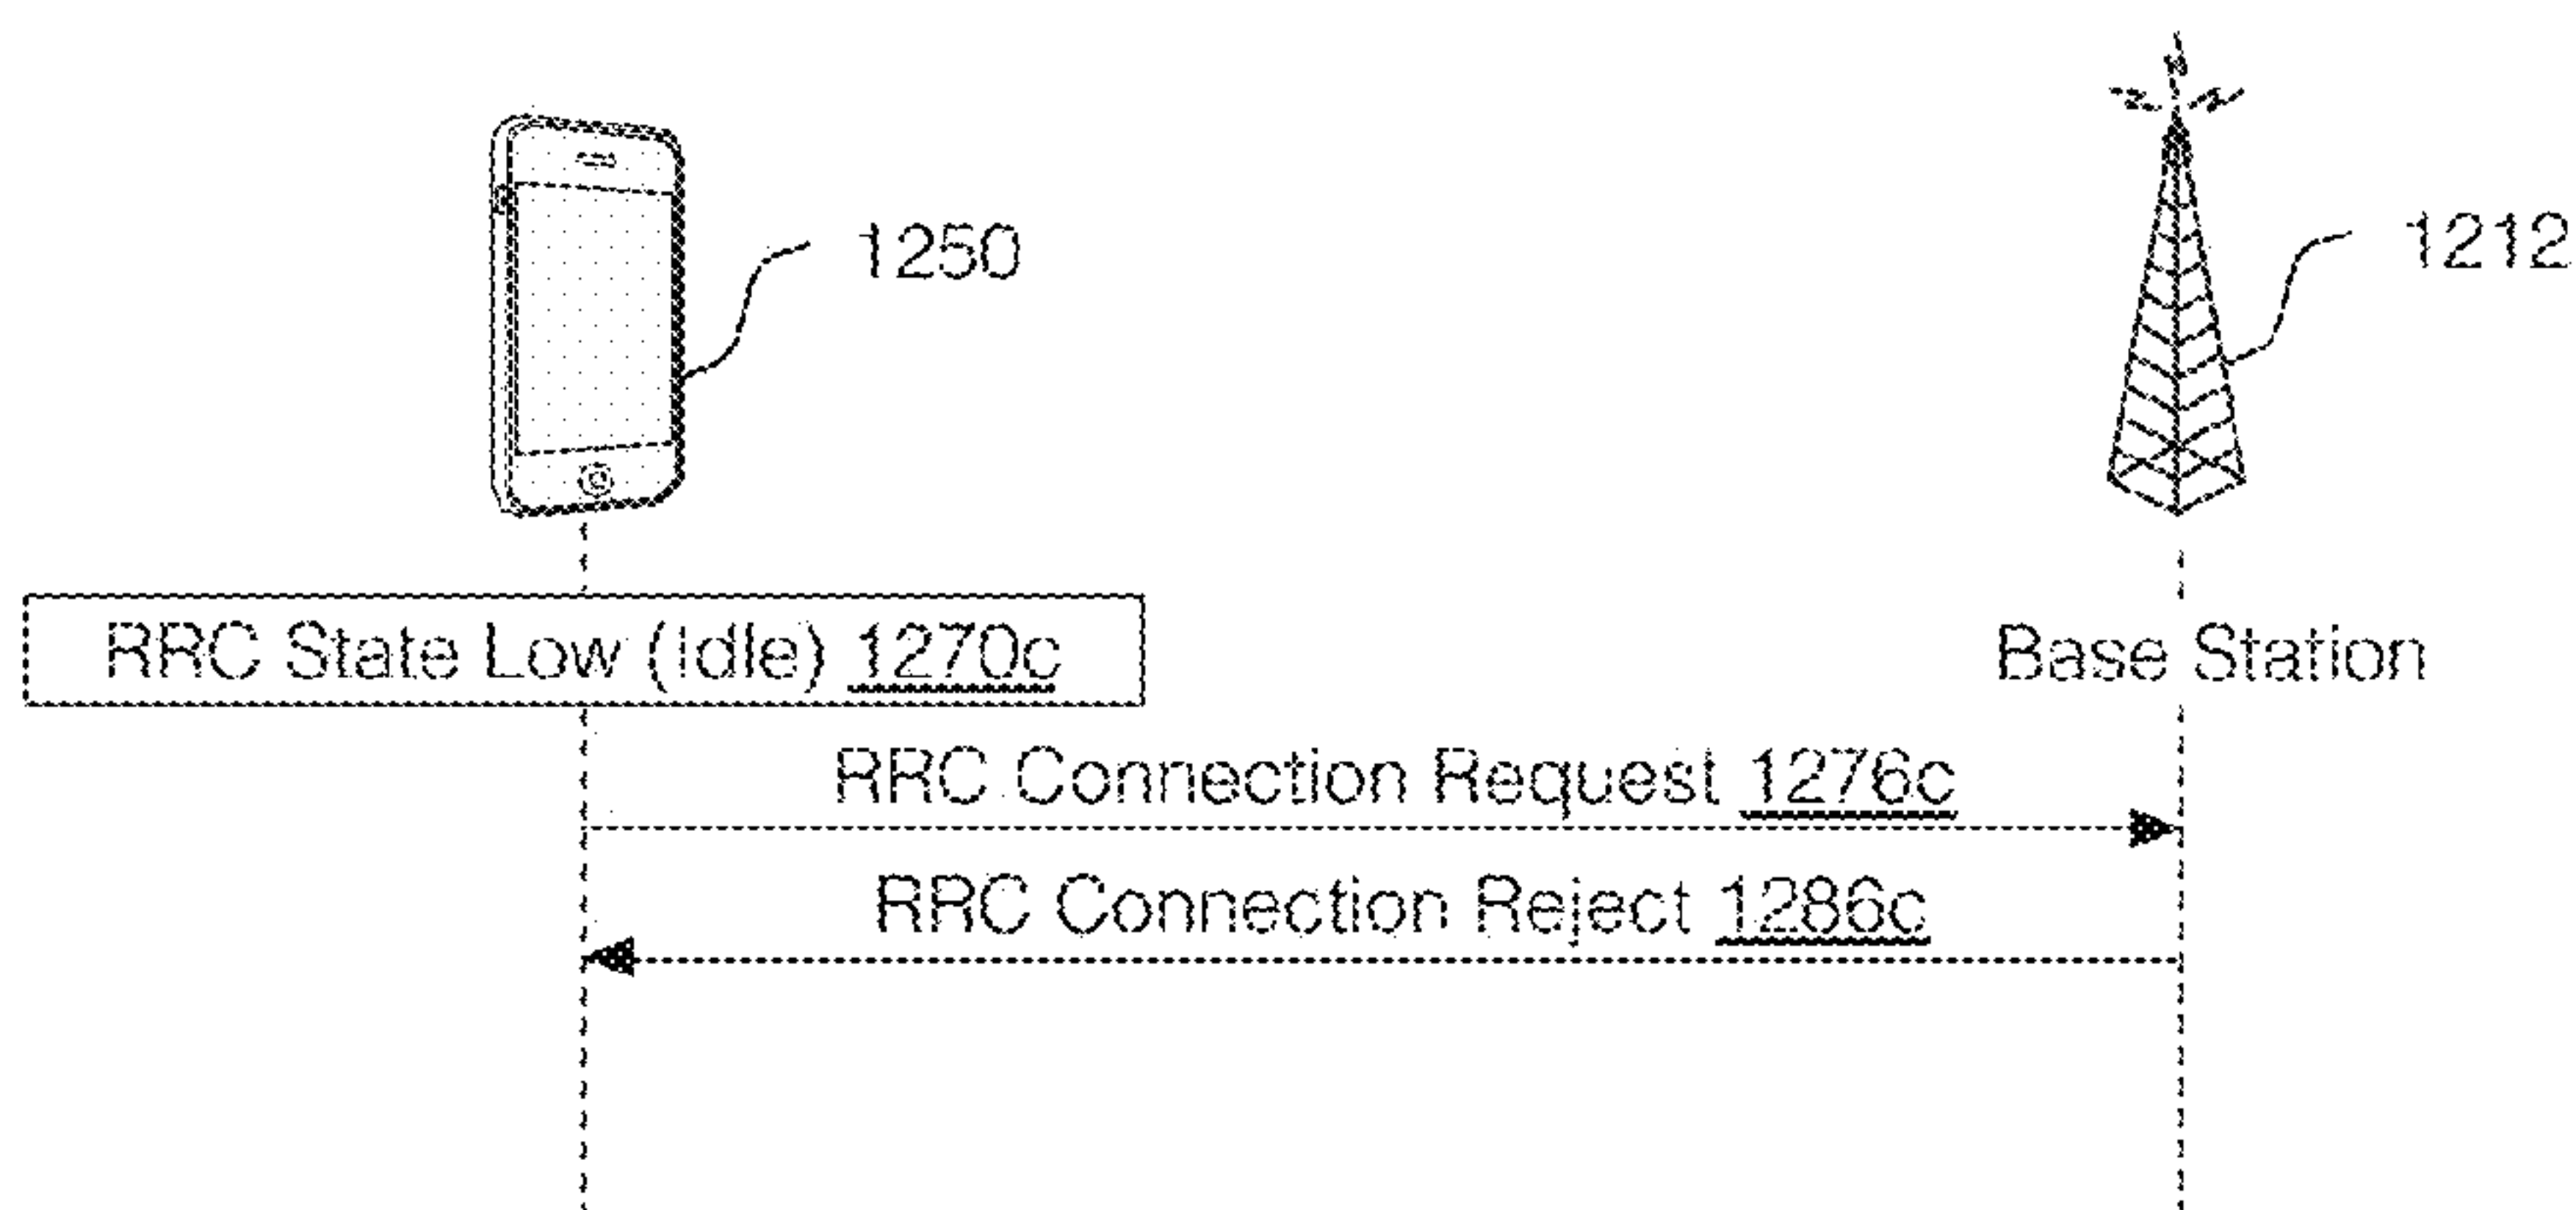 1250
1212
RRC State Low (Idle) 1270c
Base Station
RRC Connection Request 1276c
RRC Connection Reject 1286c